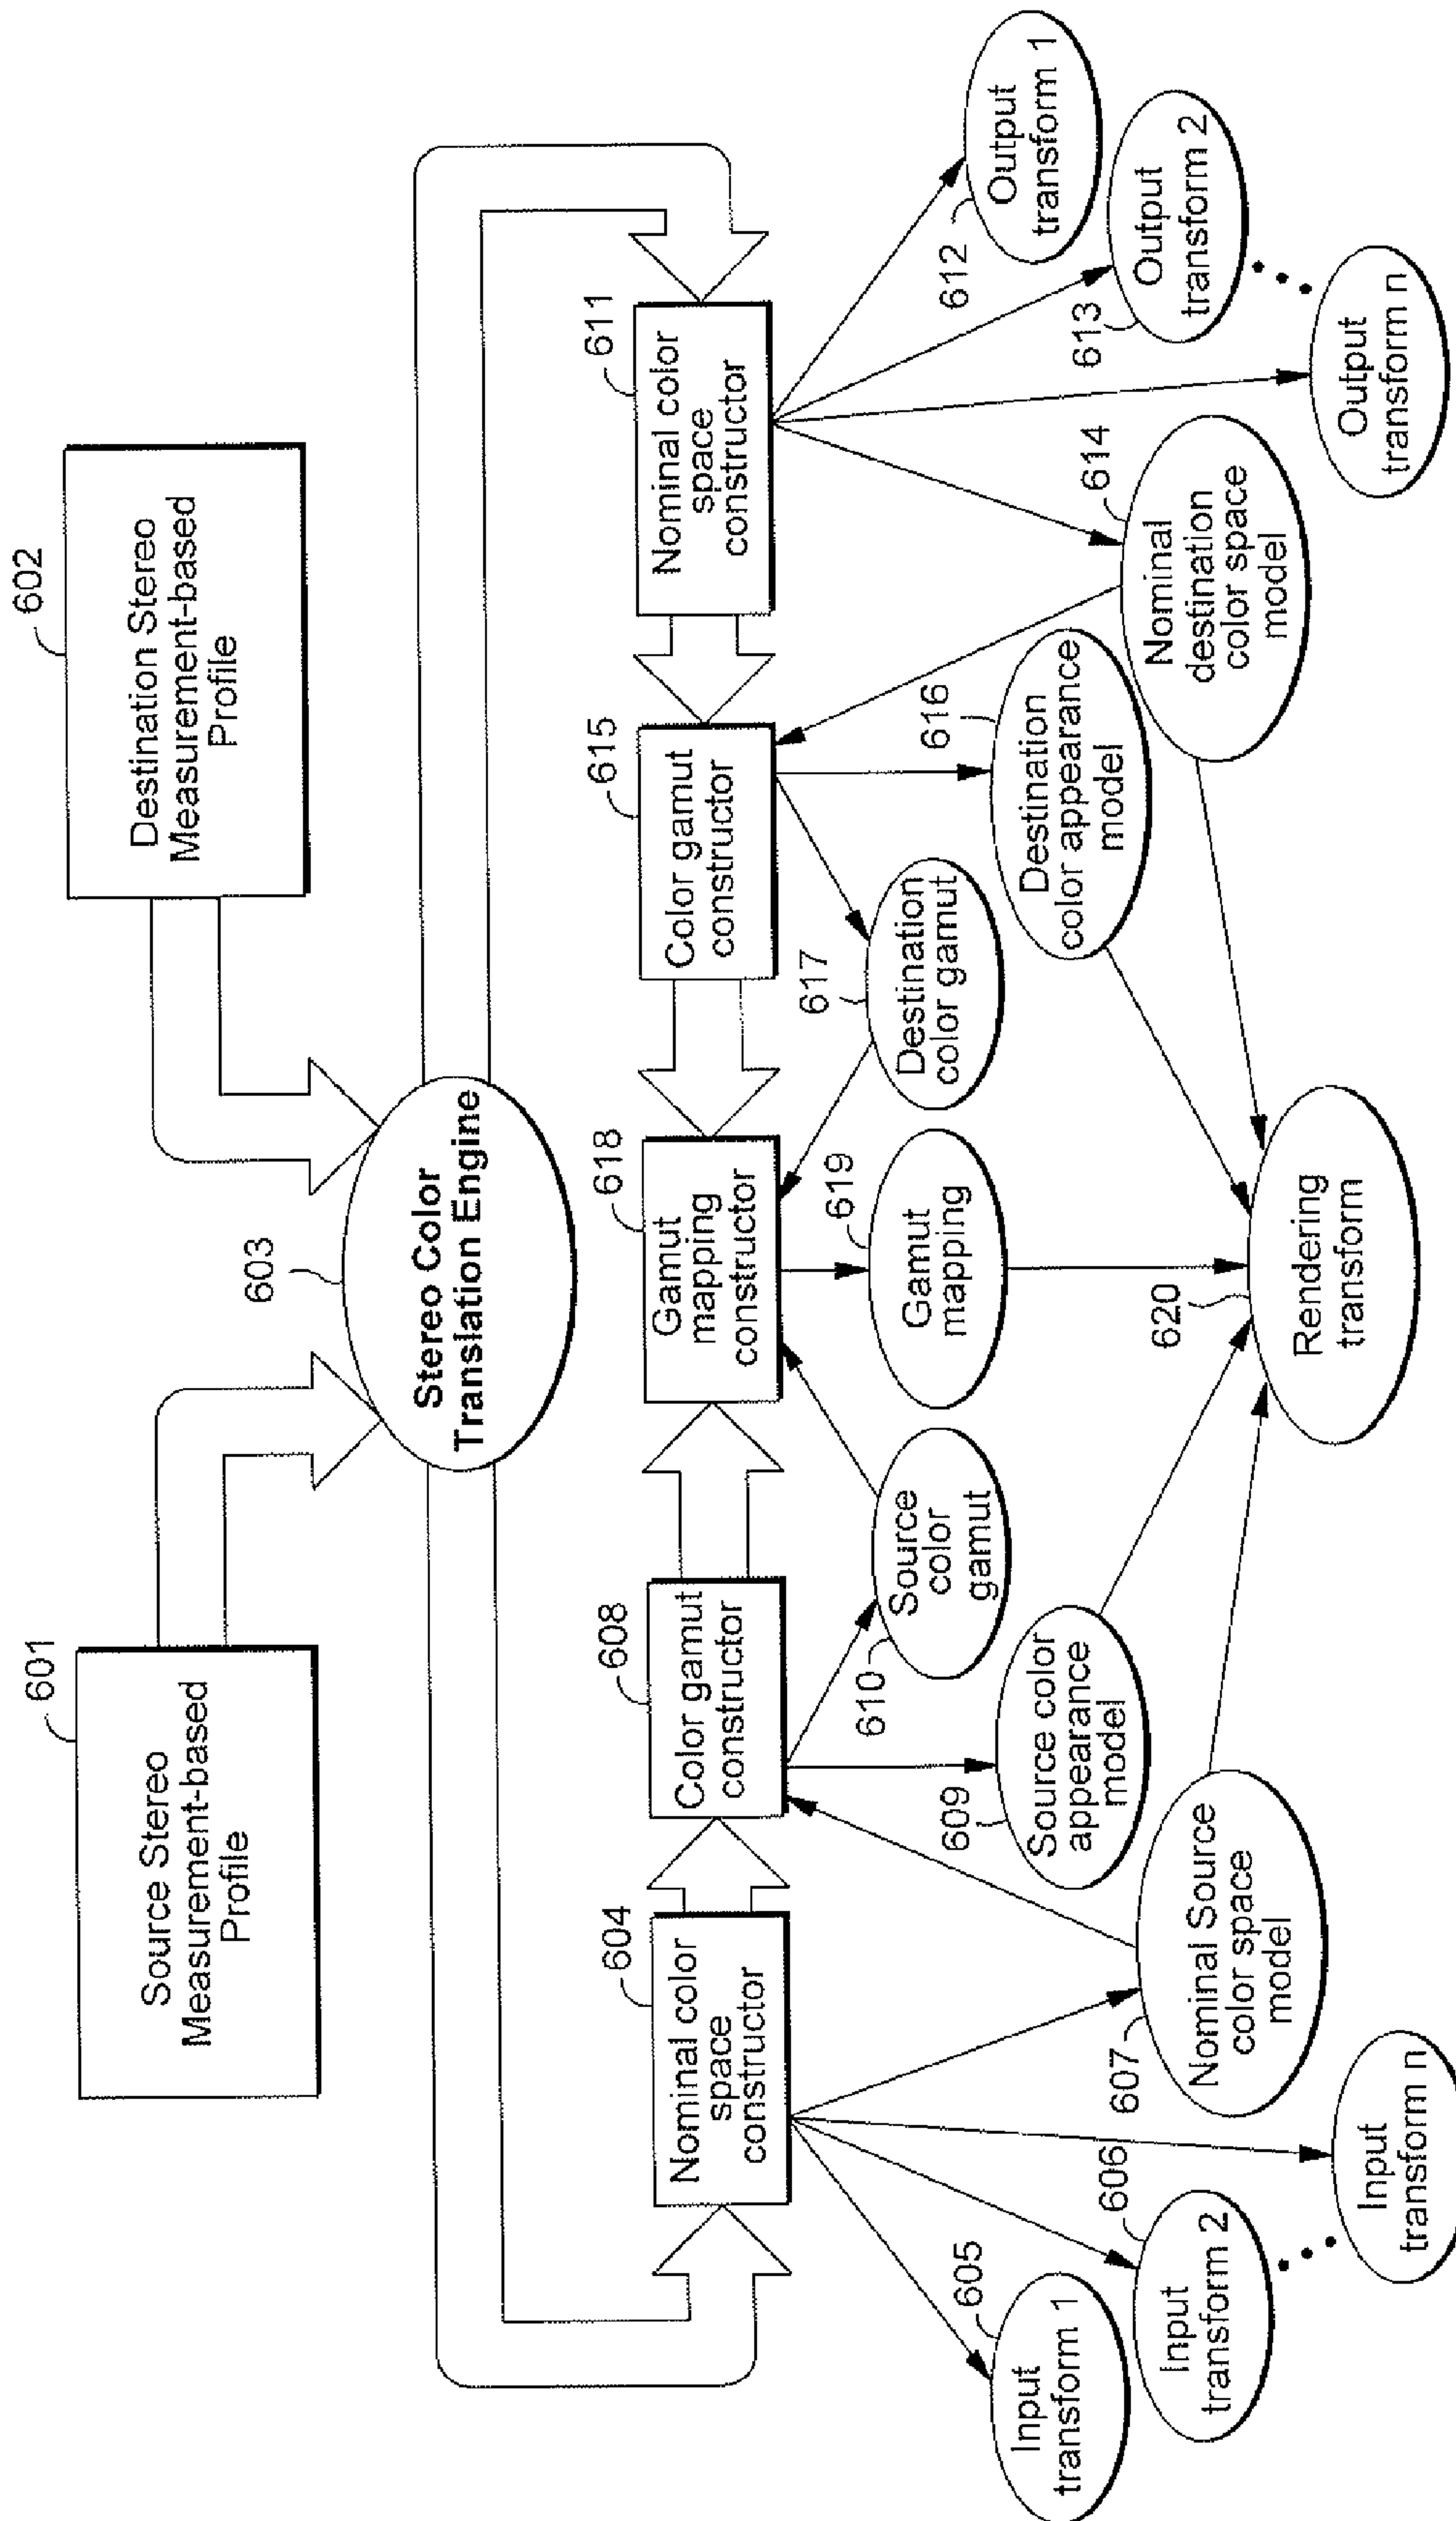 601
Source Stereo
Measurement-based
Profile
602
Destination Stereo
Measurement-based
Profile
603
Stereo Color
Translation Engine
604
Nominal color
space
constructor
608
Color gamut
constructor
618
Gamut
mapping
constructor
615
Color gamut
constructor
611
Nominal color
space
constructor
605
Input
transform 1
606
Input
transform 2
Input
transform n
607
Nominal Source
color space
model
609
Source color
appearance
model
610
Source
color
gamut
619
Gamut
mapping
617
Destination
color gamut
616
Destination
color appearance
model
614
Nominal
destination
color space
model
612
Output
transform 1
613
Output
transform 2
Output
transform n
620
Rendering
transform